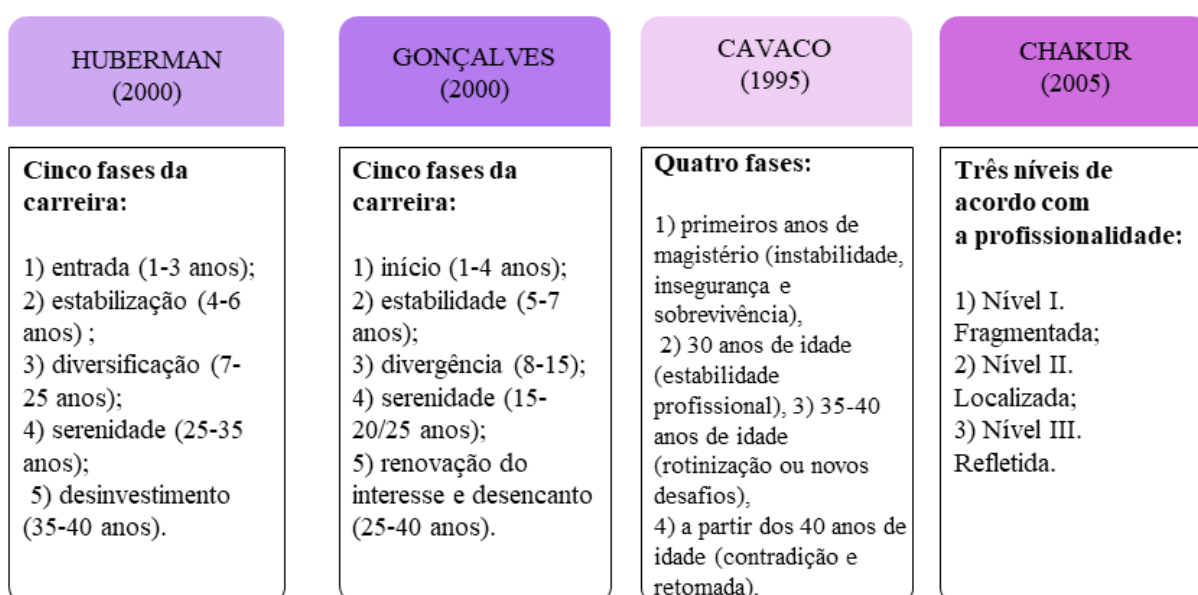 HUBERMAN
(2000)
Cinco fases da
carreira:
1) entrada (1-3 anos);
2) estabilização (4-6
anos) ;
3) diversificação (7-
25 anos);
4) serenidade (25-35
anos);
5) desinvestimento
(35-40 anos).
GONÇALVES
(2000)
Cinco fases da
carreira:
1) início (1-4 anos);
2) estabilidade (5-7
anos);
3) divergência (8-15);
4) serenidade (15-
20/25 anos);
5) renovação do
interesse e desencanto
(25-40 anos).
CAVACO
(1995)
Quatro fases:
1) primeiros anos de
magistério (instabilidade,
insegurança e
sobrevivência),
2) 30 anos de idade
(estabilidade
profissional), 3) 35-40
anos de idade
(rotinização ou novos
desafios),
4) a partir dos 40 anos de
idade (contradição e
retomada).
CHAKUR
(2005)
Três níveis de
acordo com
a profissionalidade:
1) Nível I.
Fragmentada;
2) Nível II.
Localizada;
3) Nível III.
Refletida.